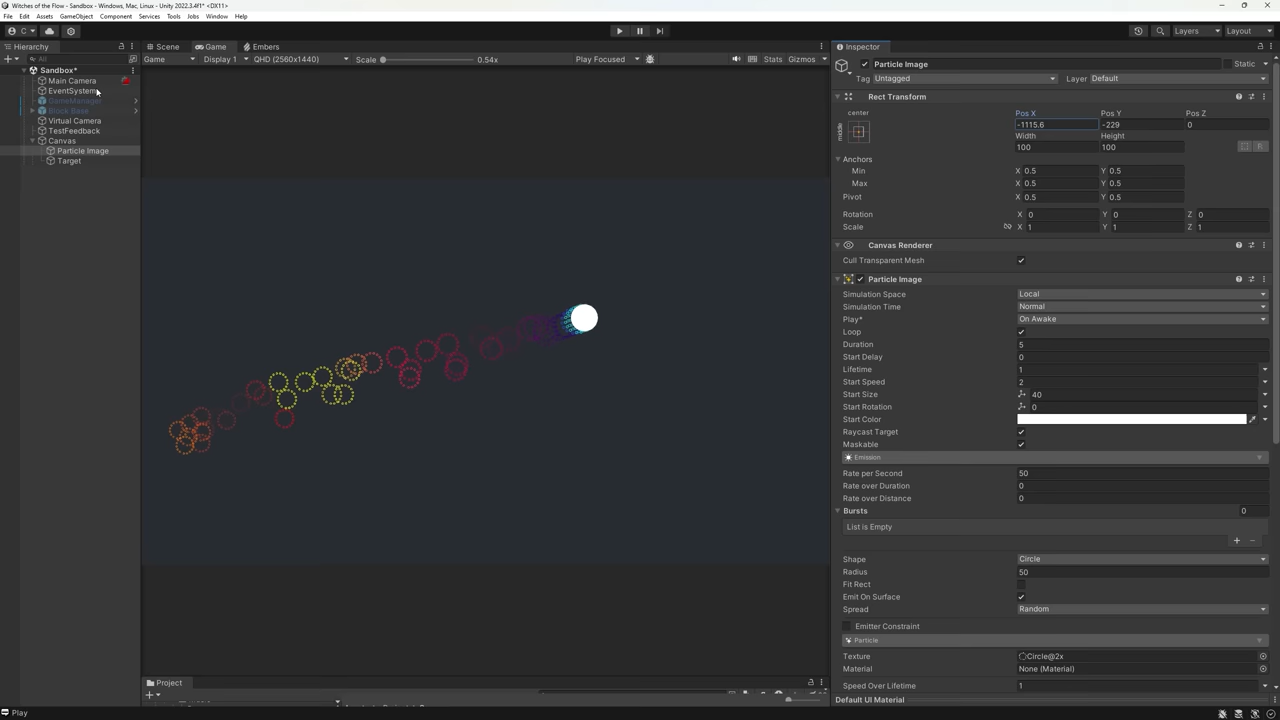 Witches of the Flow - Sandbox - Windows, Mac, Linux - Unity 2022.3.4f1* <DX11>
File Edit Assets GameObject Component Services Tools Jobs Window Help
C
Layers Layout
Hierarchy
All
Sandbox*
Main Camera
EventSystem
GameManager
Block Base
Virtual Camera
TestFeedback
Canvas
Particle Image
Target
Scene Game Embers
Game Display 1 QHD (2560x1440) Scale 0.54x Play Focused Stats Gizmos
Project
Inspector
Particle Image Static
Tag Untagged Layer Default
Rect Transform
center
middle
Pos X Pos Y Pos Z
-1115.6 -229 0
Width Height
100 100
R
Anchors
Min X 0.5 Y 0.5
Max X 0.5 Y 0.5
Pivot X 0.5 Y 0.5
Rotation X 0 Y 0 Z 0
Scale X 1 Y 1 Z 1
Canvas Renderer
Cull Transparent Mesh
Particle Image
Simulation Space Local
Simulation Time Normal
Play* On Awake
Loop
Duration 5
Start Delay 0
Lifetime 1
Start Speed 2
Start Size 40
Start Rotation 0
Start Color
Raycast Target
Maskable
Emission
Rate per Second 50
Rate over Duration 0
Rate over Distance 0
Bursts 0
List is Empty
Shape Circle
Radius 50
Fit Rect
Emit On Surface
Spread Random
Emitter Constraint
Particle
Texture Circle@2x
Material None (Material)
Speed Over Lifetime 1
Default UI Material
Play